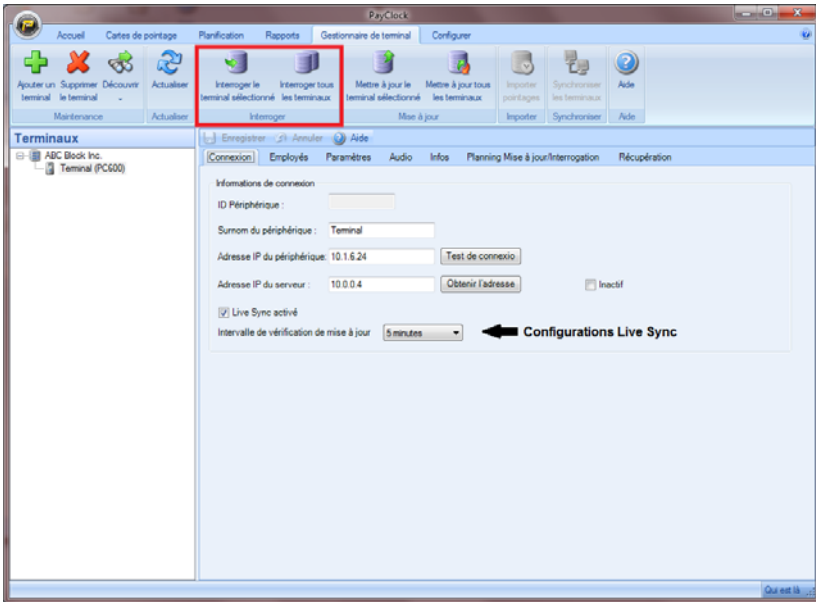 PayClock
Accueil Cartes de pointage Planification Rapports Gestionnaire de terminal Configurer
Ajouter un terminal Supprimer le terminal Découvrir Actualiser Interroger le terminal sélectionné Interroger tous les terminaux Mettre à jour le terminal sélectionné Mettre à jour tous les terminaux Importer pointages Synchroniser les terminaux Aide
Maintenance Actualiser Interroger Mise à jour Importer Synchroniser Aide
Terminaux
Enregistrer Annuler Aide
ABC Block Inc.
Terminal (PC600)
Connexion Employés Paramètres Audio Infos Planning Mise à jour/Interrogation Récupération
Informations de connexion
ID Périphérique :
Surnom du périphérique : Terminal
Adresse IP du périphérique: 10.1.6.24 Test de connexio
Adresse IP du serveur : 10.0.0.4 Obtenir l'adresse Inactif
Live Sync activé
Intervalle de vérification de mise à jour 5 minutes Configurations Live Sync
Qui est là